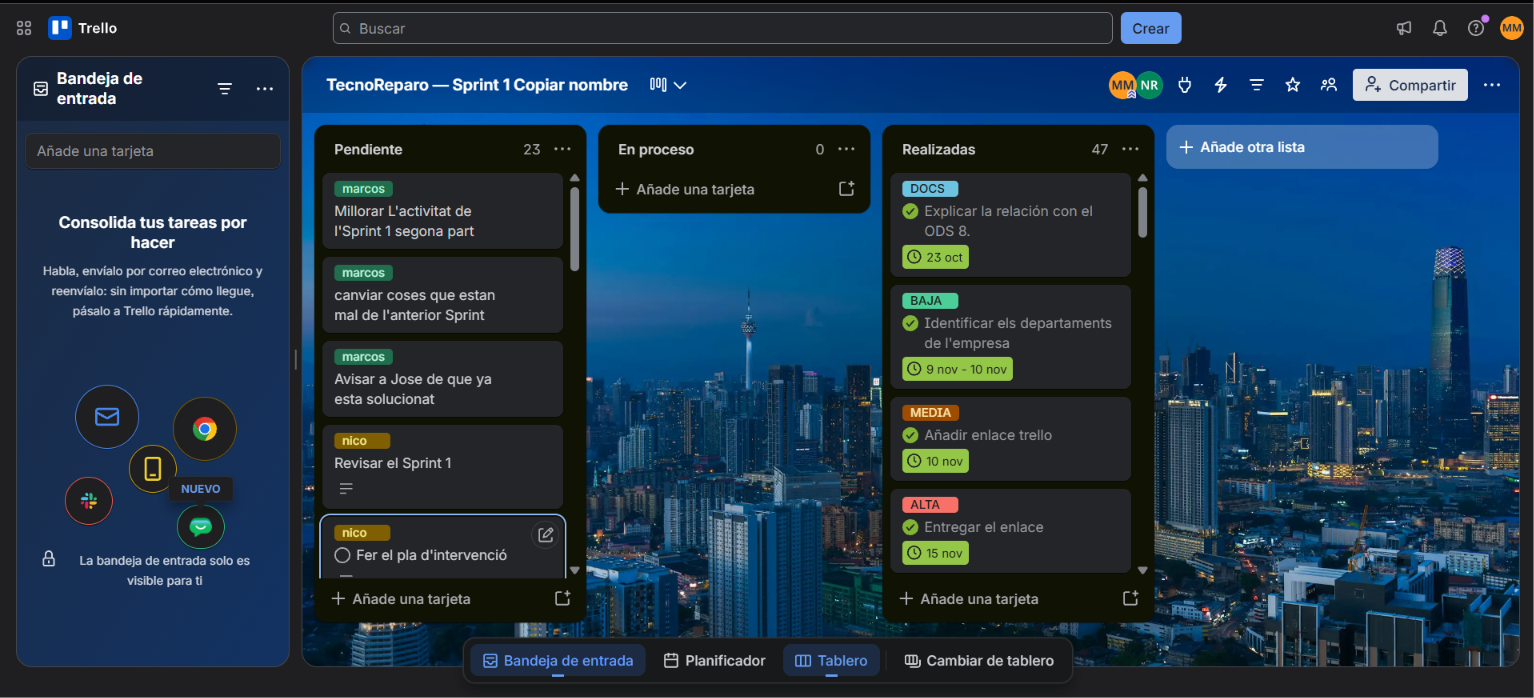 Trello
Buscar
Crear
MM
Bandeja de
entrada
Añade una tarjeta
Consolida tus tareas por
hacer
Habla, envíalo por correo electrónico y
reenvíalo: sin importar cómo llegue,
pásalo a Trello rápidamente.
NUEVO
La bandeja de entrada solo es
visible para ti
TecnoReparo — Sprint 1 Copiar nombre
MM NR
Compartir
Pendiente 23
marcos
Millorar L'activitat de
l'Sprint 1 segona part
marcos
canviar coses que estan
mal de l'anterior Sprint
marcos
Avisar a Jose de que ya
esta solucionat
nico
Revisar el Sprint 1
nico
Fer el pla d'intervenció
Añade una tarjeta
En proceso 0
Añade una tarjeta
Realizadas 47
DOCS
Explicar la relación con el
ODS 8.
23 oct
BAJA
Identificar els departaments
de l'empresa
9 nov - 10 nov
MEDIA
Añadir enlace trello
10 nov
ALTA
Entregar el enlace
15 nov
Añade una tarjeta
Añade otra lista
Bandeja de entrada
Planificador
Tablero
Cambiar de tablero